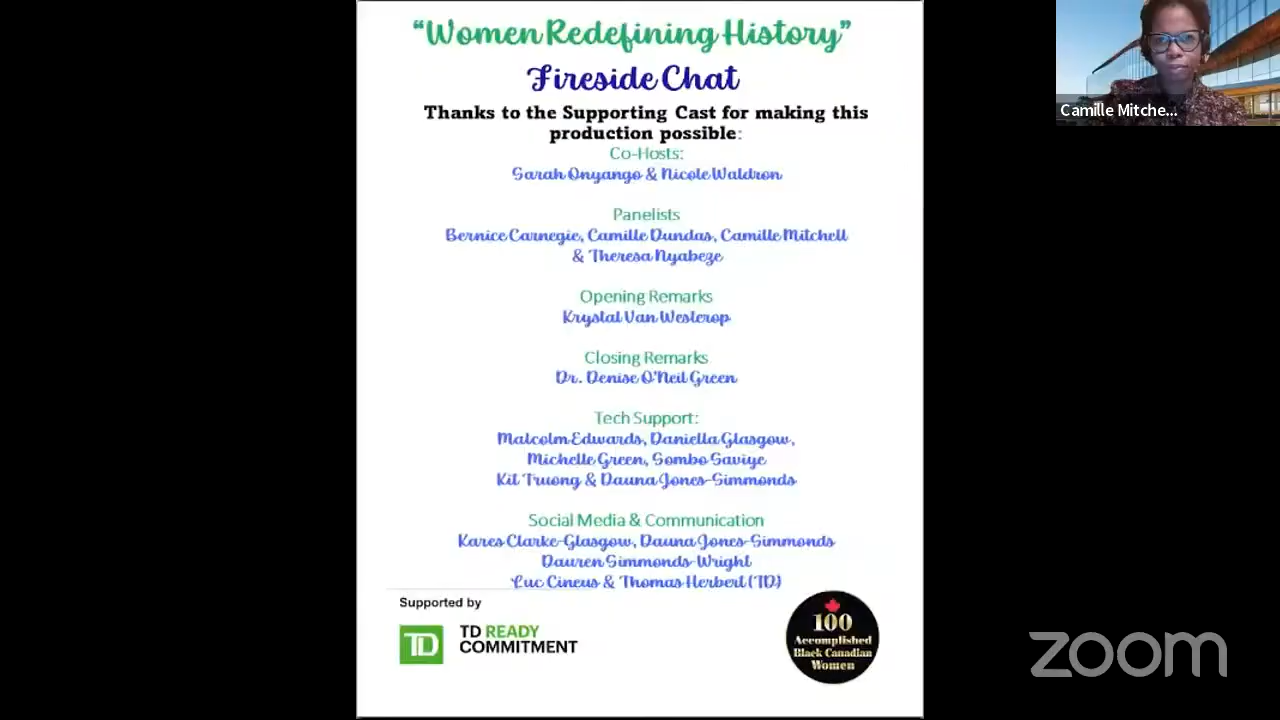 “Women Redefining History”
Fireside Chat
Thanks to the Supporting Cast for making this
production possible:
Co-Hosts:
Sarah Onyango & Nicole Waldron
Panelists
Bernice Carnegie, Camille Dundas, Camille Mitchell
& Theresa Nyabeze
Opening Remarks
Krystal Van Westerop
Closing Remarks
Dr. Denise O'Neil Green
Tech Support:
Malcolm Edwards, Daniella Glasgow,
Michelle Green, Sombo Saviye
Kit Truong & Dauna Jones-Simmonds
Social Media & Communication
Kares Clarke-Glasgow, Dauna Jones-Simmonds
Dauren Simmonds-Wright
Luc Cineus & Thomas Herbert (TD)
Supported by
TD
TD READY
COMMITMENT
100
Accomplished
Black Canadian
Women
Camille Mitche...
zoom